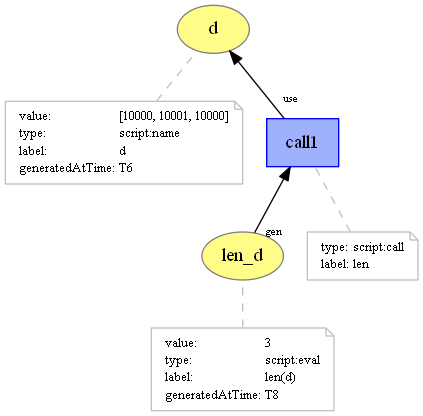 d
use
value: [10000, 10001, 10000]
type: script:name
label: d
generatedAtTime: T6
call1
gen
len_d
type: script:call
label: len
value: 3
type: script:eval
label: len(d)
generatedAtTime: T8